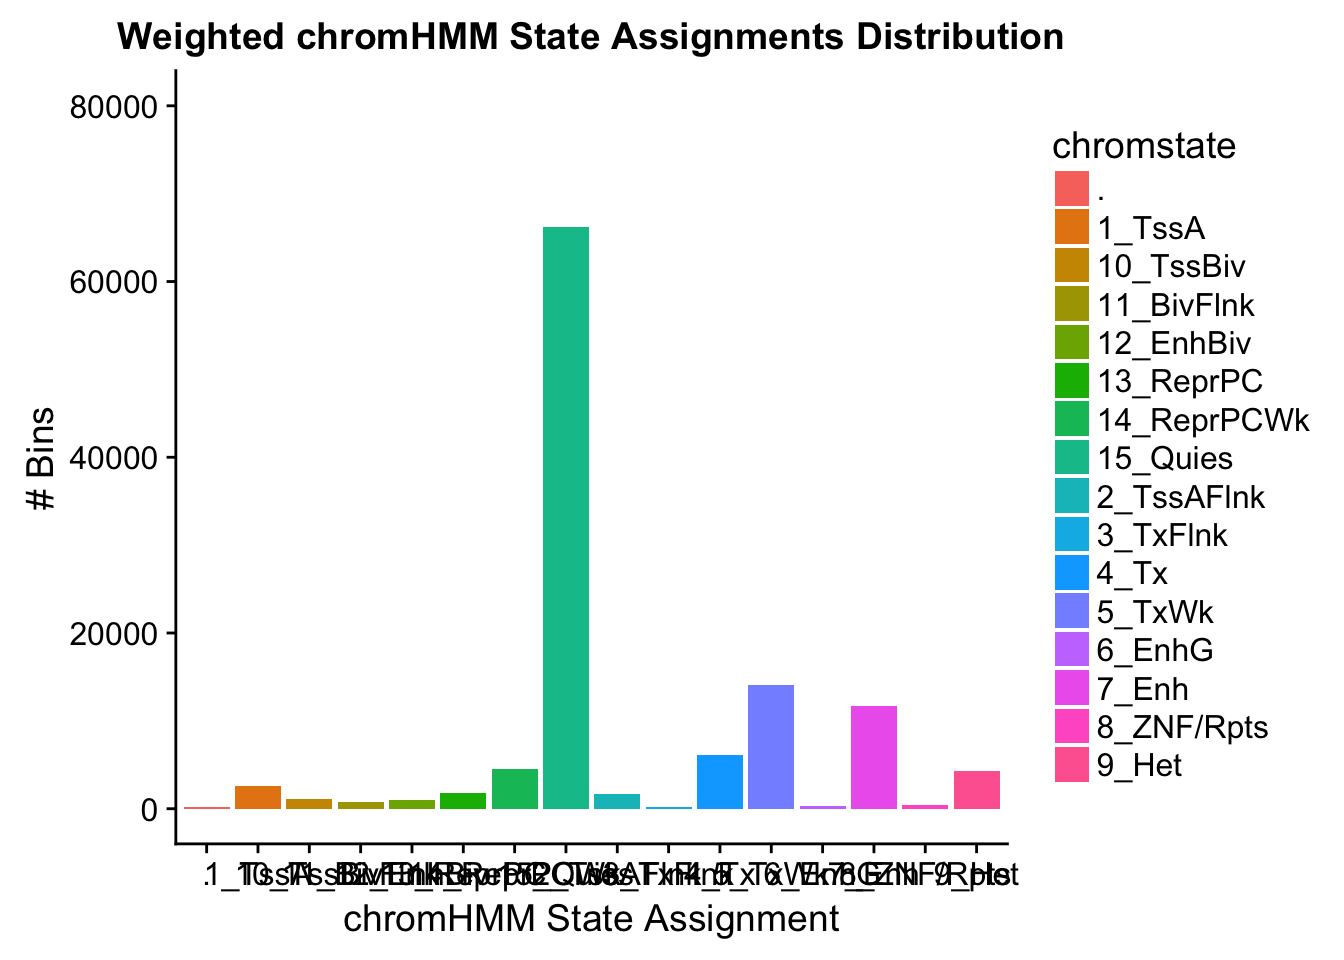 Weighted chromHMM State Assignments Distribution
80000
60000
40000
20000
0
# Bins
chromHMM State Assignment
chromstate
.
1_TssA
10_TssBiv
11_BivFlnk
12_EnhBiv
13_ReprPC
14_ReprPCWk
15_Quies
2_TssAFlnk
3_TxFlnk
4_Tx
5_TxWk
6_EnhG
7_Enh
8_ZNF/Rpts
9_Het